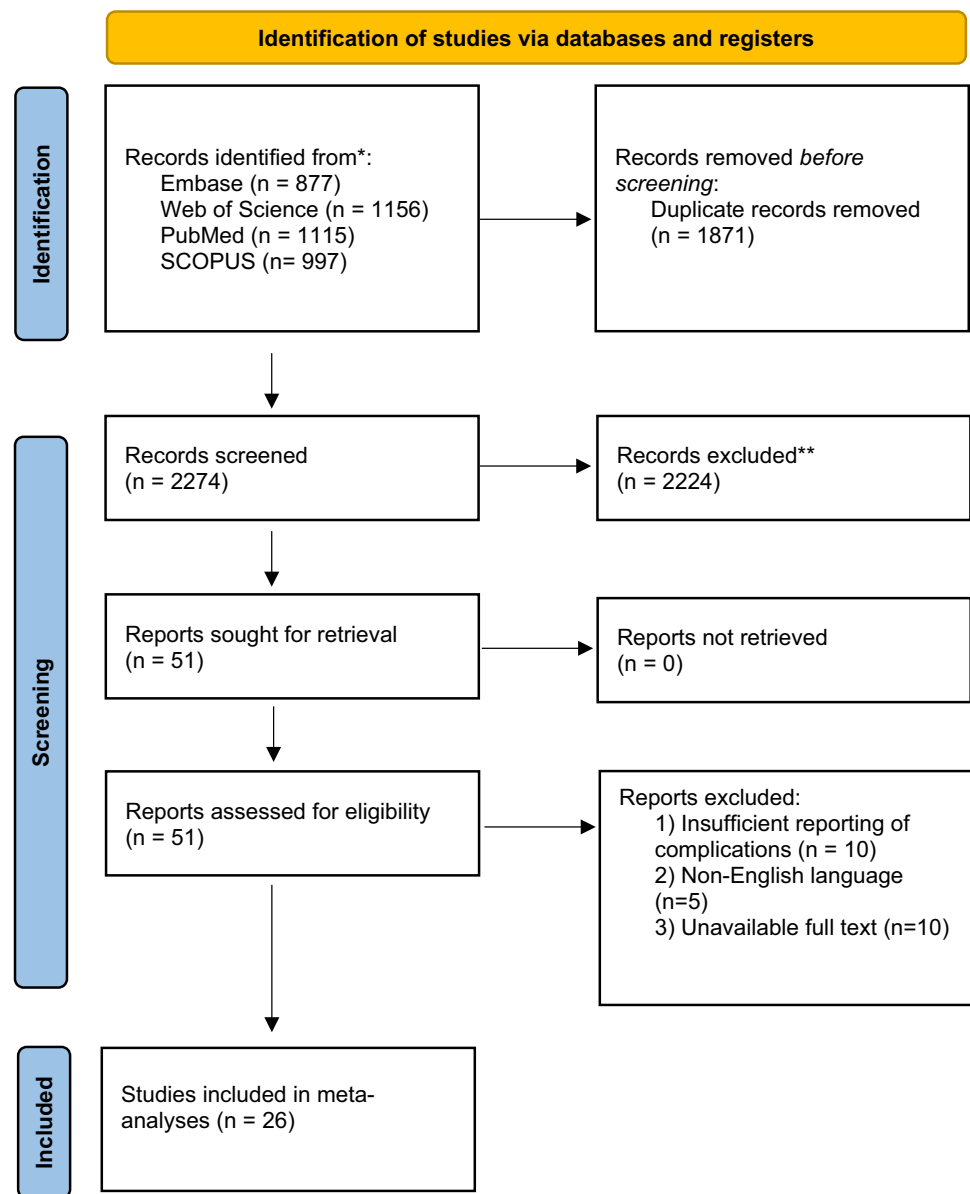 Identification of studies via databases and registers
Identification
Records identified from*:
Embase (n = 877)
Web of Science (n = 1156)
PubMed (n = 1115)
SCOPUS (n= 997)
Records removed before
screening:
Duplicate records removed
(n = 1871)
Screening
Records screened
(n = 2274)
Records excluded**
(n = 2224)
Reports sought for retrieval
(n = 51)
Reports not retrieved
(n = 0)
Reports assessed for eligibility
(n = 51)
Reports excluded:
1) Insufficient reporting of
complications (n = 10)
2) Non-English language
(n=5)
3) Unavailable full text (n=10)
Included
Studies included in meta-
analyses (n = 26)